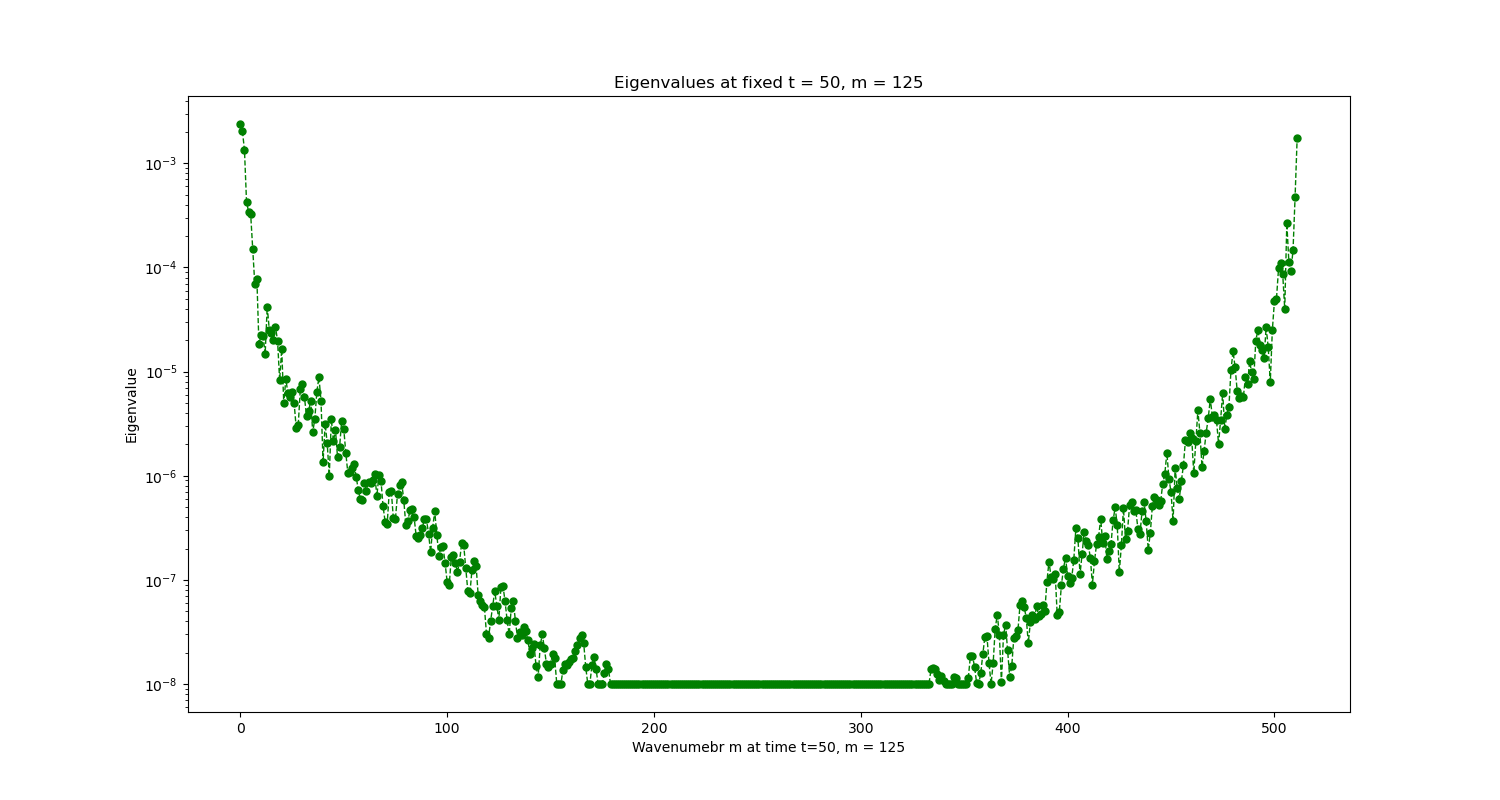 Eigenvalues at fixed t = 50, m = 125
Eigenvalue
10⁻³
10⁻⁴
10⁻⁵
10⁻⁶
10⁻⁷
10⁻⁸
0 100 200 300 400 500
Wavenumebr m at time t=50, m = 125